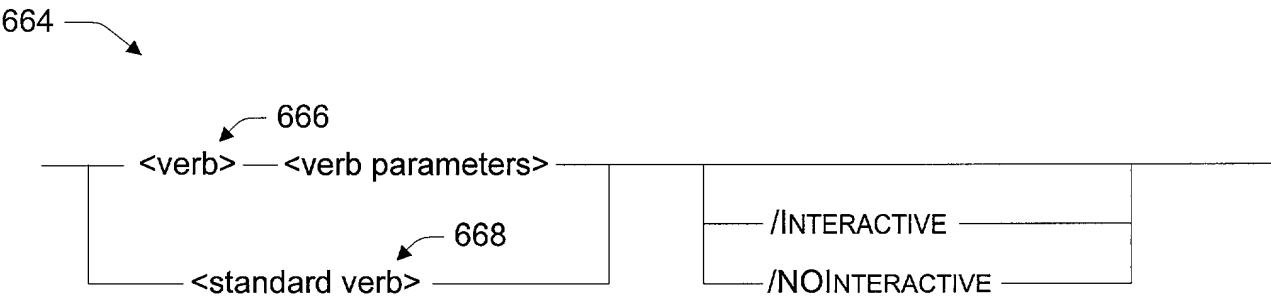 664
666
<verb> <verb parameters>
/INTERACTIVE
668
<standard verb> /NOINTERACTIVE